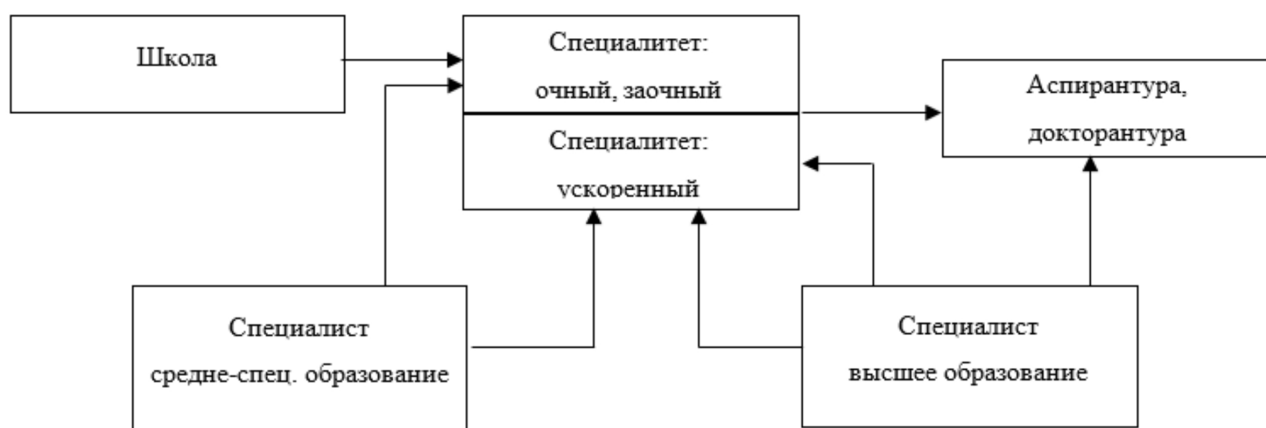 Школа
Специалитет:
очный, заочный
Специалитет:
ускоренный
Аспирантура,
докторантура
Специалист
средне-спец. образование
Специалист
высшее образование